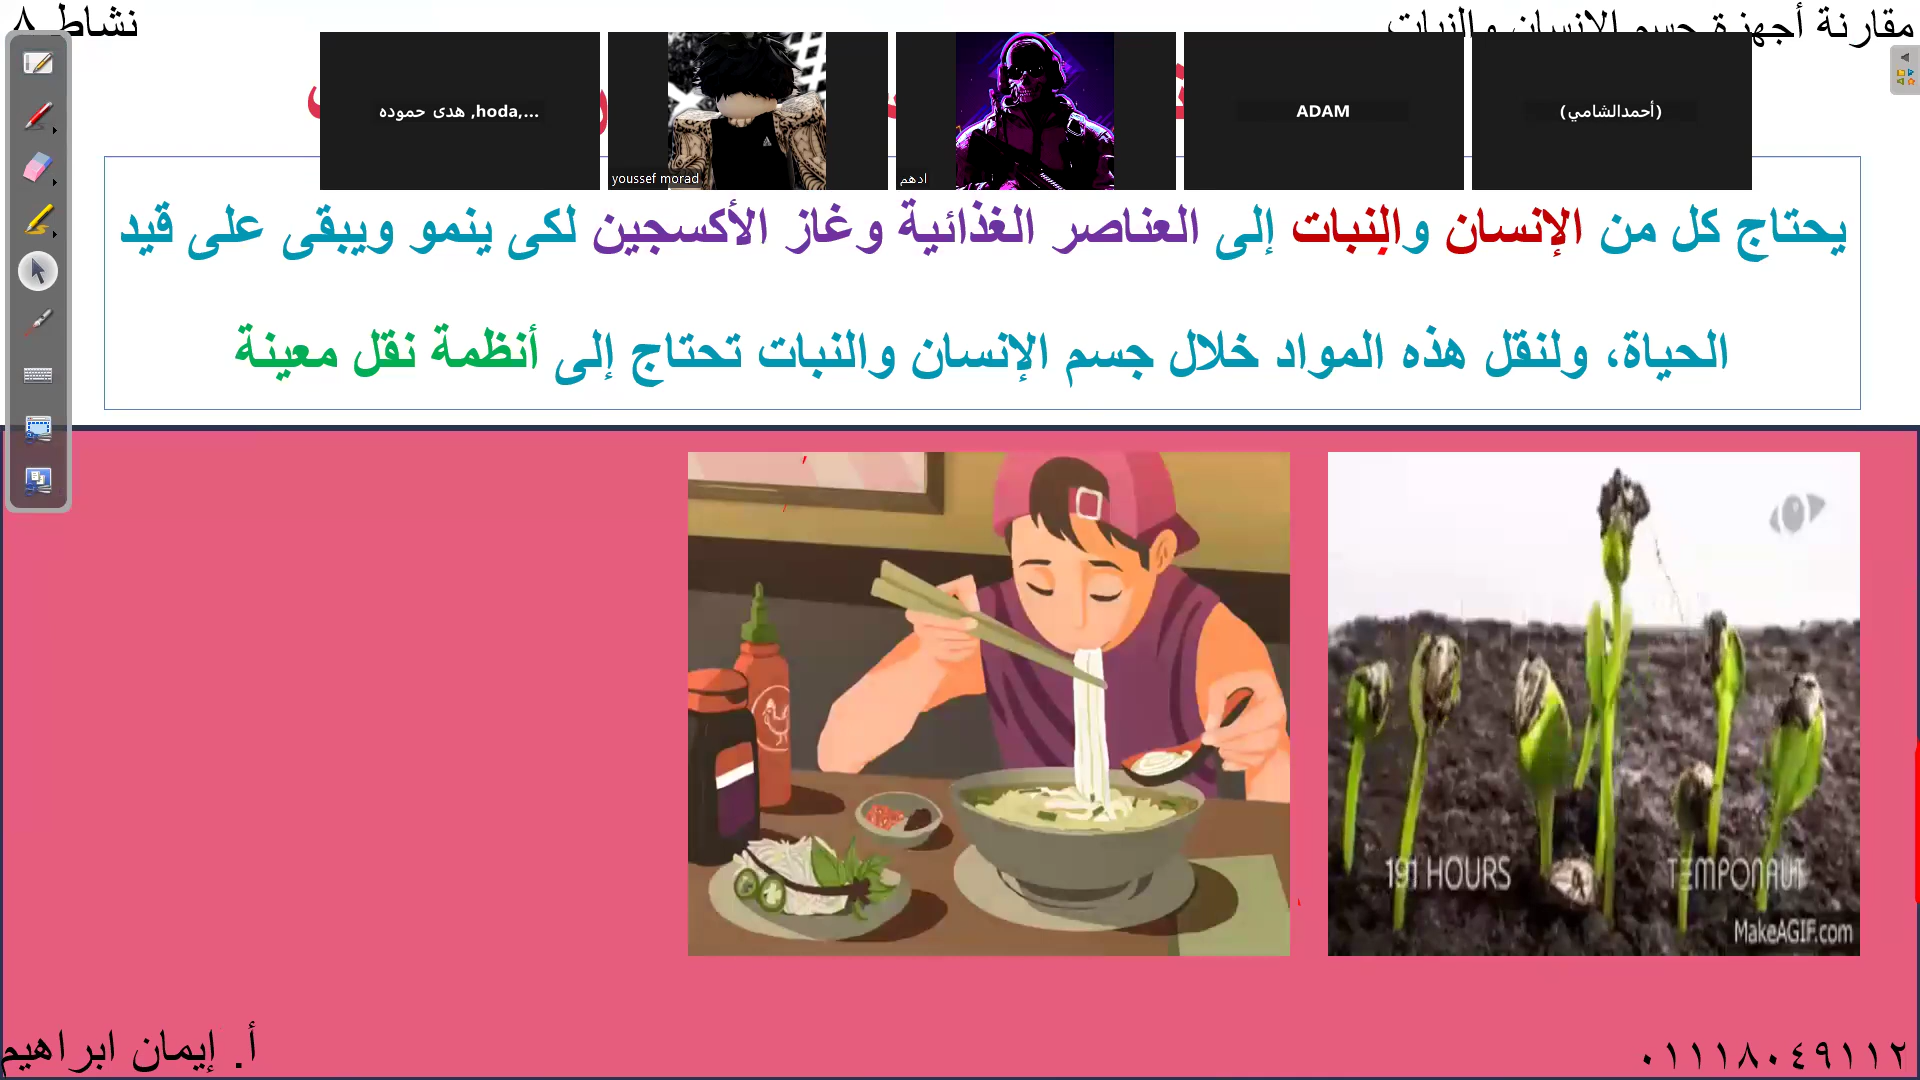 مقارنة أجهزة جسم الإنسان والنبات
نشاط ٨
هدى حموده ,hoda,...
youssef morad
ادهم
ADAM
(أحمدالشامي)
يحتاج كل من الإنسان والنبات إلى العناصر الغذائية وغاز الأكسجين لكى ينمو ويبقى على قيد
الحياة، ولنقل هذه المواد خلال جسم الإنسان والنبات تحتاج إلى أنظمة نقل معينة
191 HOURS
TEMPONAUT
MakeAGIF.com
أ. إيمان ابراهيم
٠١١١٨٠٤٩١١٢